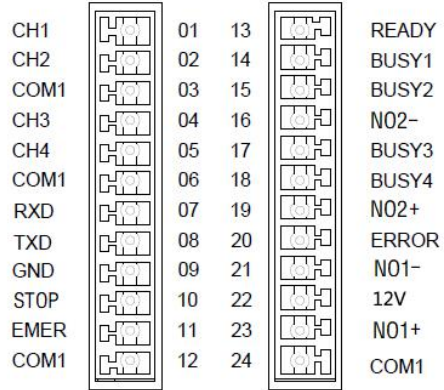 CH1 01 13 READY
CH2 02 14 BUSY1
COM1 03 15 BUSY2
CH3 04 16 NO2-
CH4 05 17 BUSY3
COM1 06 18 BUSY4
RXD 07 19 NO2+
TXD 08 20 ERROR
GND 09 21 NO1-
STOP 10 22 12V
EMER 11 23 NO1+
COM1 12 24 COM1